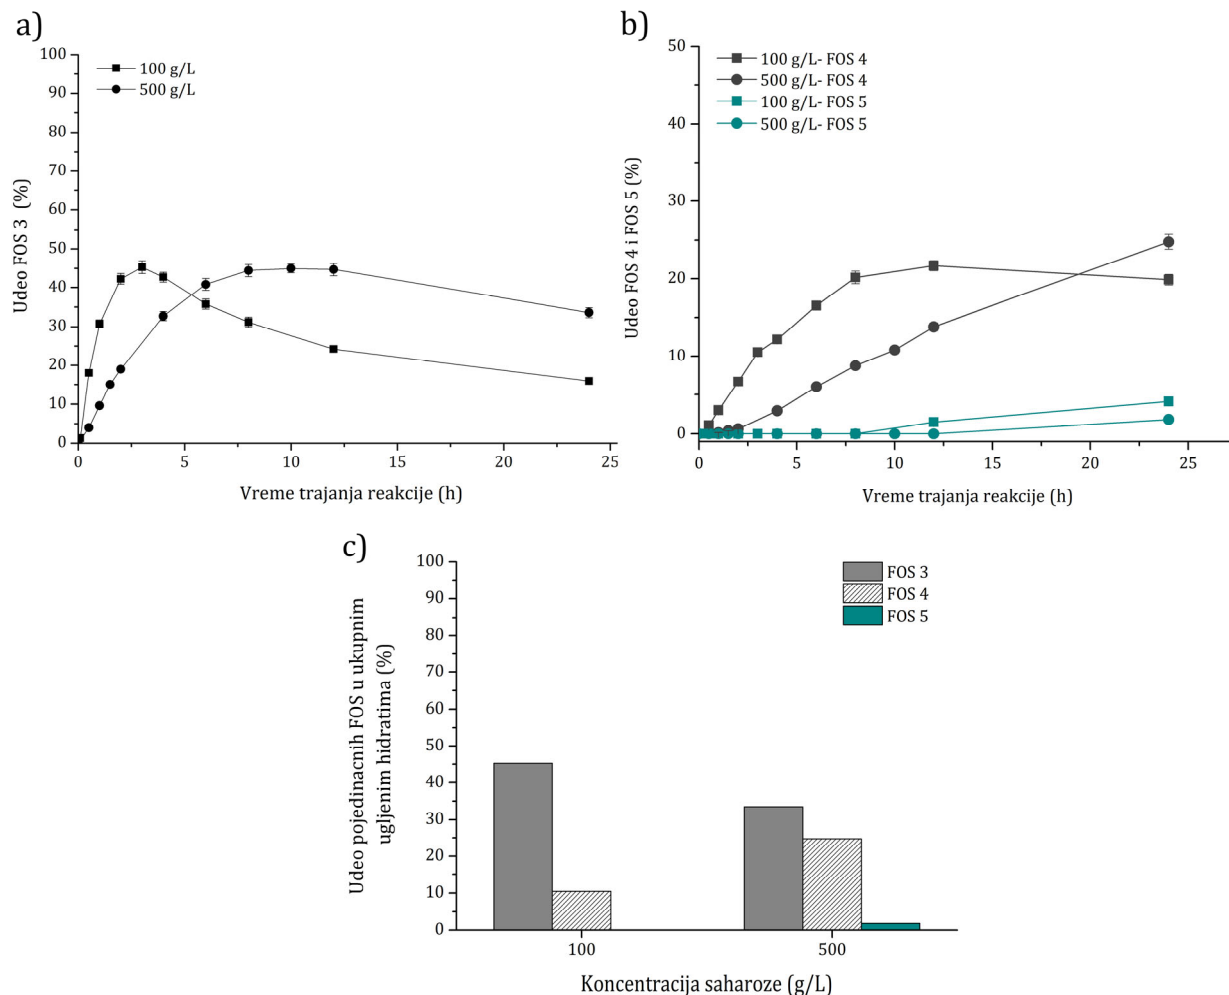 a)
100
90
80
70
60
50
40
30
20
10
0
Udeo FOS 3 (%)
100 g/L
500 g/L
0 5 10 15 20 25
Vreme trajanja reakcije (h)
b)
50
40
30
20
10
0
Udeo FOS 4 i FOS 5 (%)
100 g/L- FOS 4
500 g/L- FOS 4
100 g/L- FOS 5
500 g/L- FOS 5
0 5 10 15 20 25
Vreme trajanja reakcije (h)
c)
100
90
80
70
60
50
40
30
20
10
0
Udeo pojedinacnih FOS u ukupnim
ugljenim hidratima (%)
FOS 3
FOS 4
FOS 5
100 500
Koncentracija saharoze (g/L)